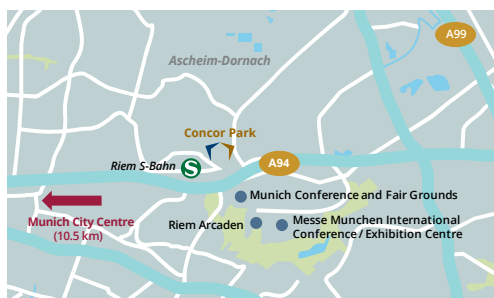 A99
Ascheim-Dornach
Concor Park
Riem S-Bahn
S
A94
Munich Conference and Fair Grounds
Munich City Centre
(10.5 km)
Riem Arcaden
Messe Munchen International
Conference / Exhibition Centre